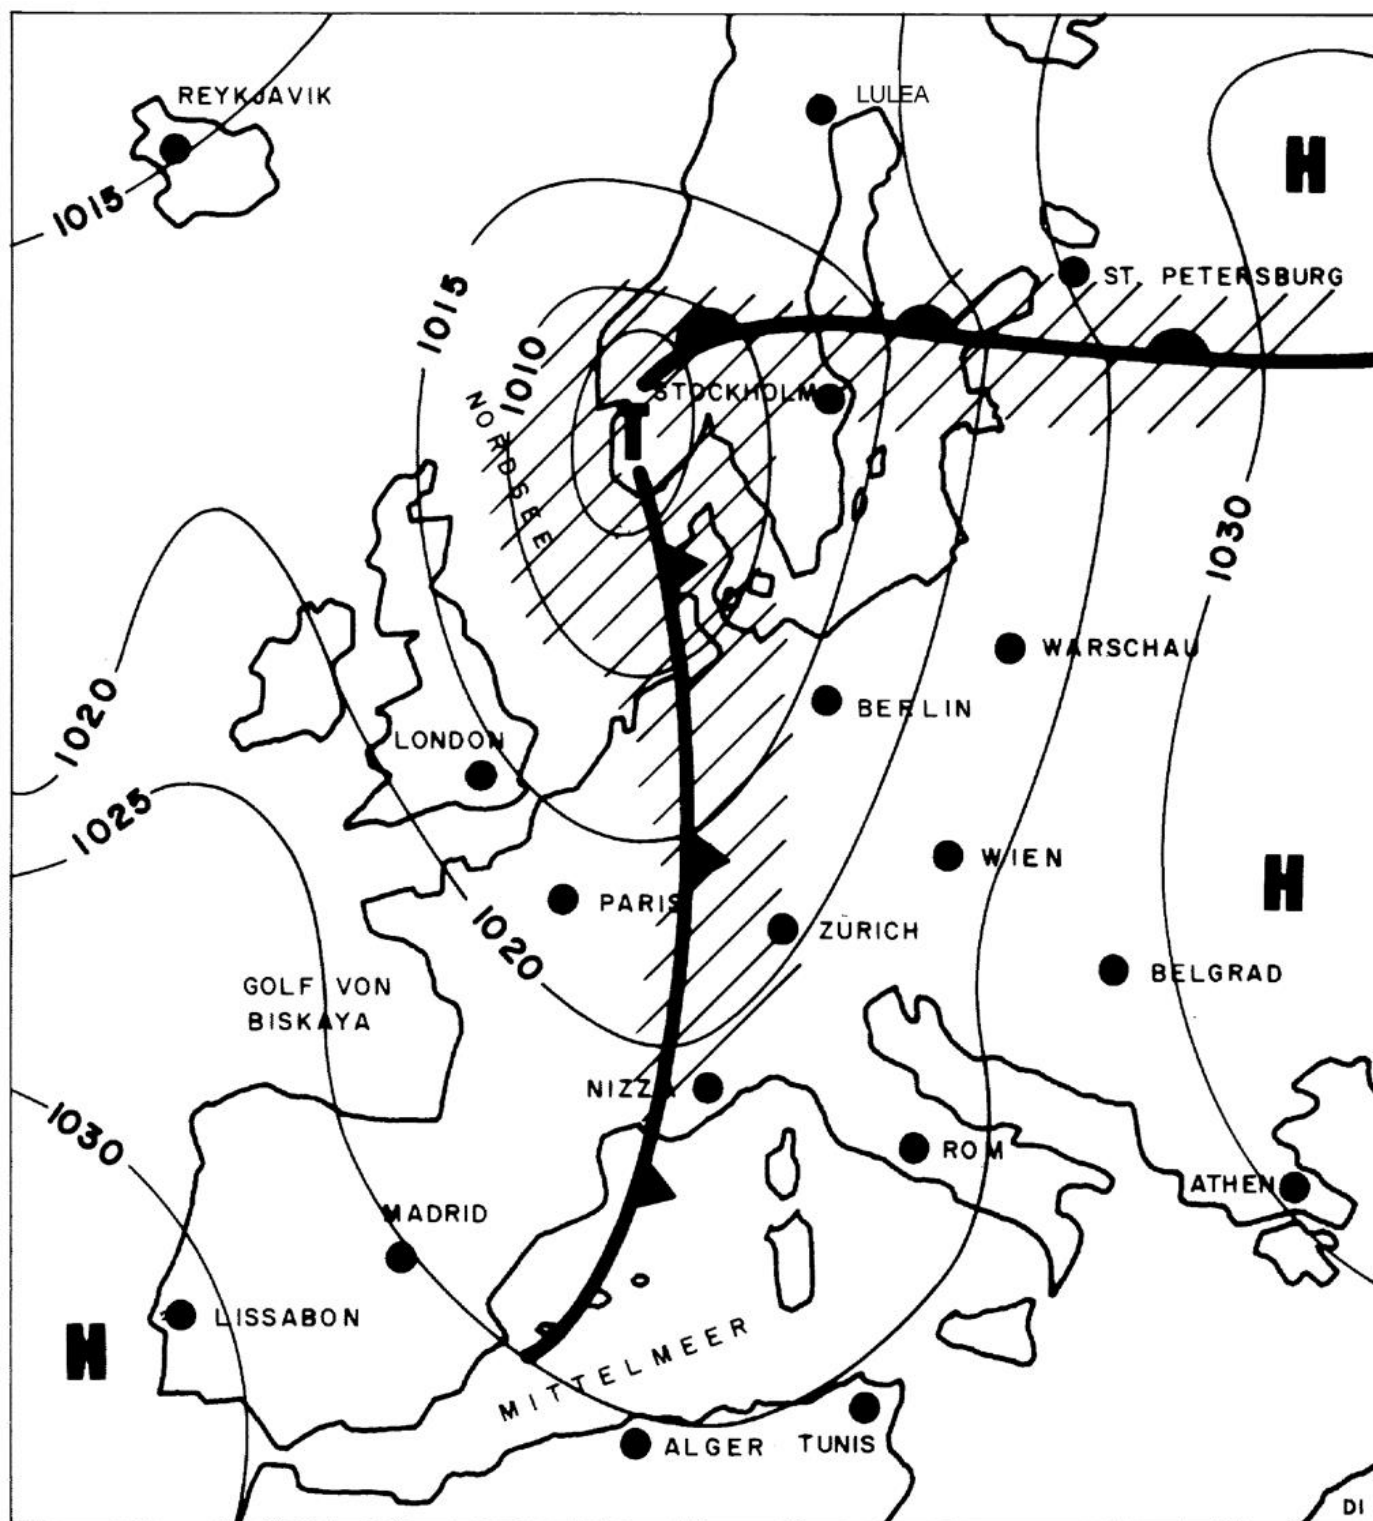 REYKJAVIK
LULEA
H
1015
ST. PETERSBURG
1015
1010
STOCKHOLM
NORDSEE
T
1030
WARSCHAU
1020
BERLIN
LONDON
1025
WIEN
H
PARIS
1020
ZÜRICH
BELGRAD
GOLF VON
BISKAYA
NIZZA
1030
ROM
ATHEN
MADRID
LISSABON
H
MITTELMEER
ALGER
TUNIS
DI